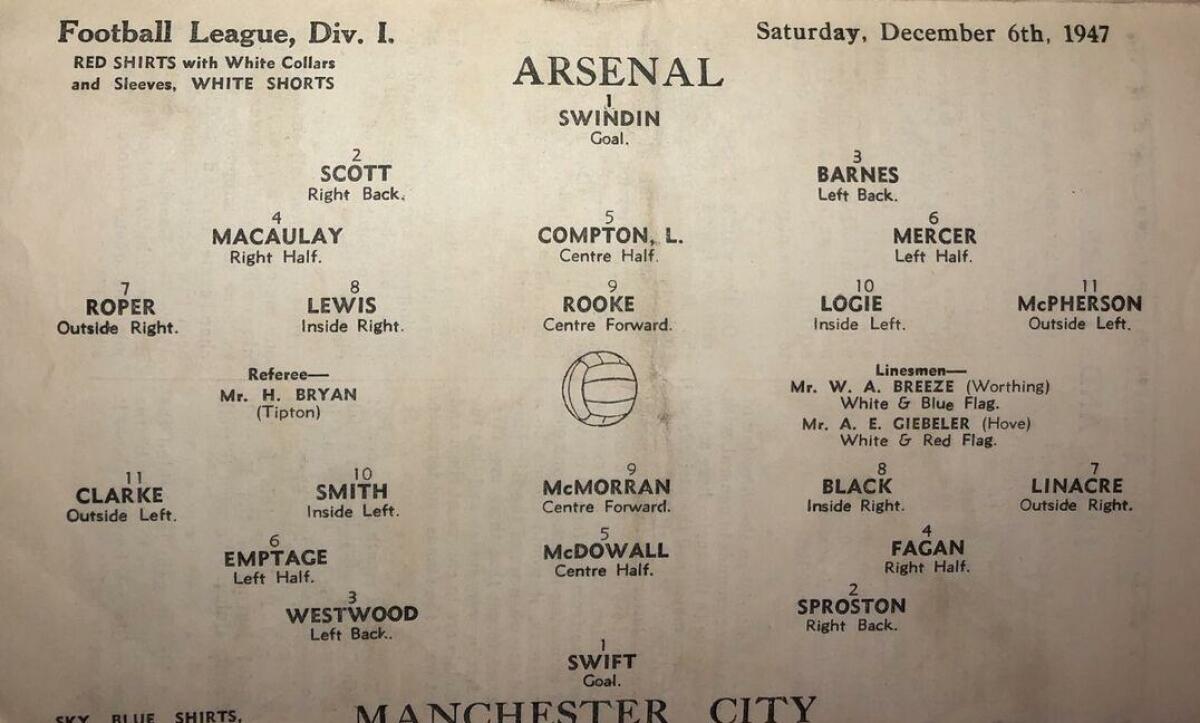 Football League, Div. I.
Saturday, December 6th, 1947
RED SHIRTS with White Collars
and Sleeves, WHITE SHORTS
ARSENAL
1
SWINDIN
Goal.
2
SCOTT
Right Back.
3
BARNES
Left Back.
4
MACAULAY
Right Half.
5
COMPTON, L.
Centre Half.
6
MERCER
Left Half.
7
ROPER
Outside Right.
8
LEWIS
Inside Right.
9
ROOKE
Centre Forward.
10
LOGIE
Inside Left.
11
McPHERSON
Outside Left.
Referee—
Mr. H. BRYAN
(Tipton)
Linesmen—
Mr. W. A. BREEZE (Worthing)
White & Blue Flag.
Mr. A. E. GIEBELER (Hove)
White & Red Flag.
11
CLARKE
Outside Left.
10
SMITH
Inside Left.
9
McMORRAN
Centre Forward.
8
BLACK
Inside Right.
7
LINACRE
Outside Right.
6
EMPTAGE
Left Half.
5
McDOWALL
Centre Half.
4
FAGAN
Right Half.
3
WESTWOOD
Left Back.
2
SPROSTON
Right Back.
1
SWIFT
Goal.
SKY BLUE SHIRTS,
MANCHESTER CITY